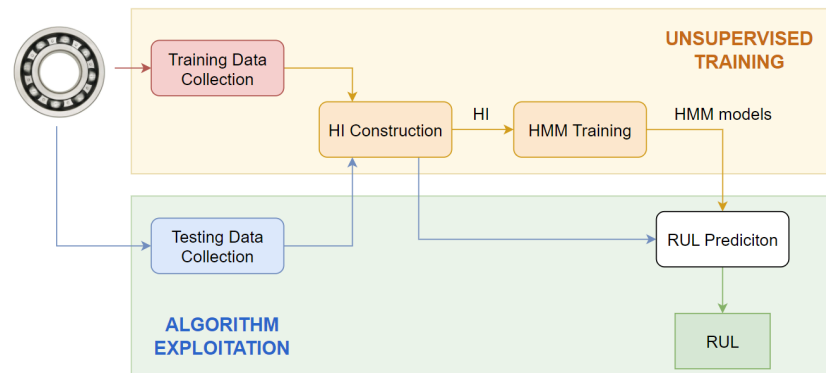 UNSUPERVISED
TRAINING
Training Data
Collection
HI Construction
HI
HMM Training
HMM models
Testing Data
Collection
RUL Prediciton
ALGORITHM
EXPLOITATION
RUL